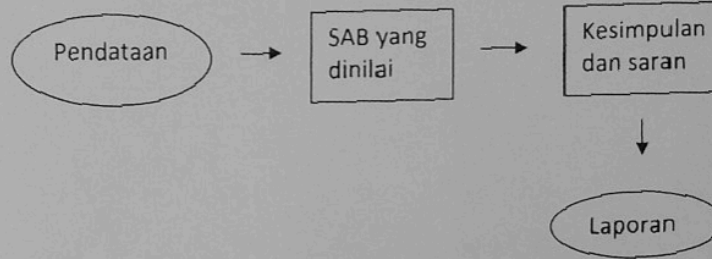 Pendataan
SAB yang
dinilai
Kesimpulan
dan saran
Laporan